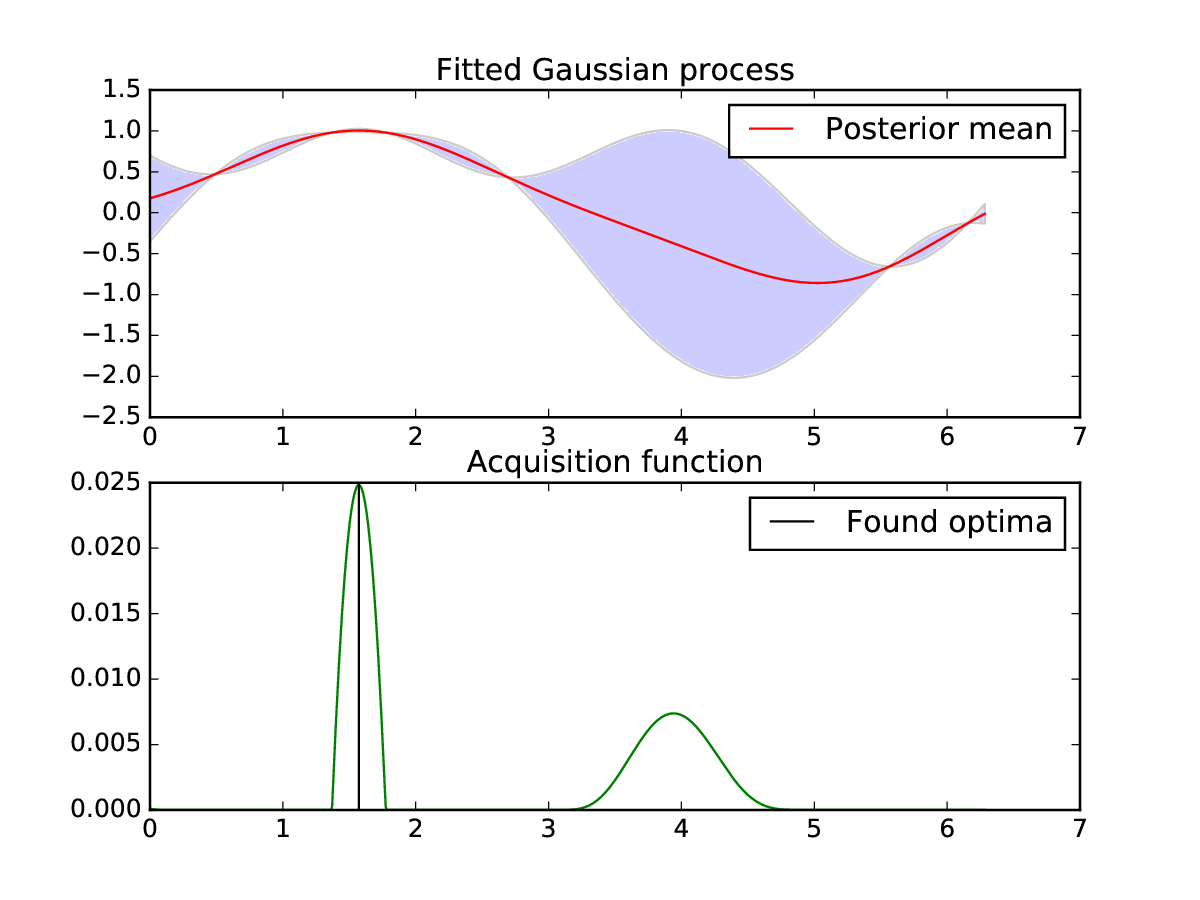 Fitted Gaussian process
1.5
1.0
0.5
0.0
−0.5
−1.0
−1.5
−2.0
−2.5
Posterior mean
0 1 2 3 4 5 6 7
Acquisition function
0.025
0.020
0.015
0.010
0.005
0.000
Found optima
0 1 2 3 4 5 6 7